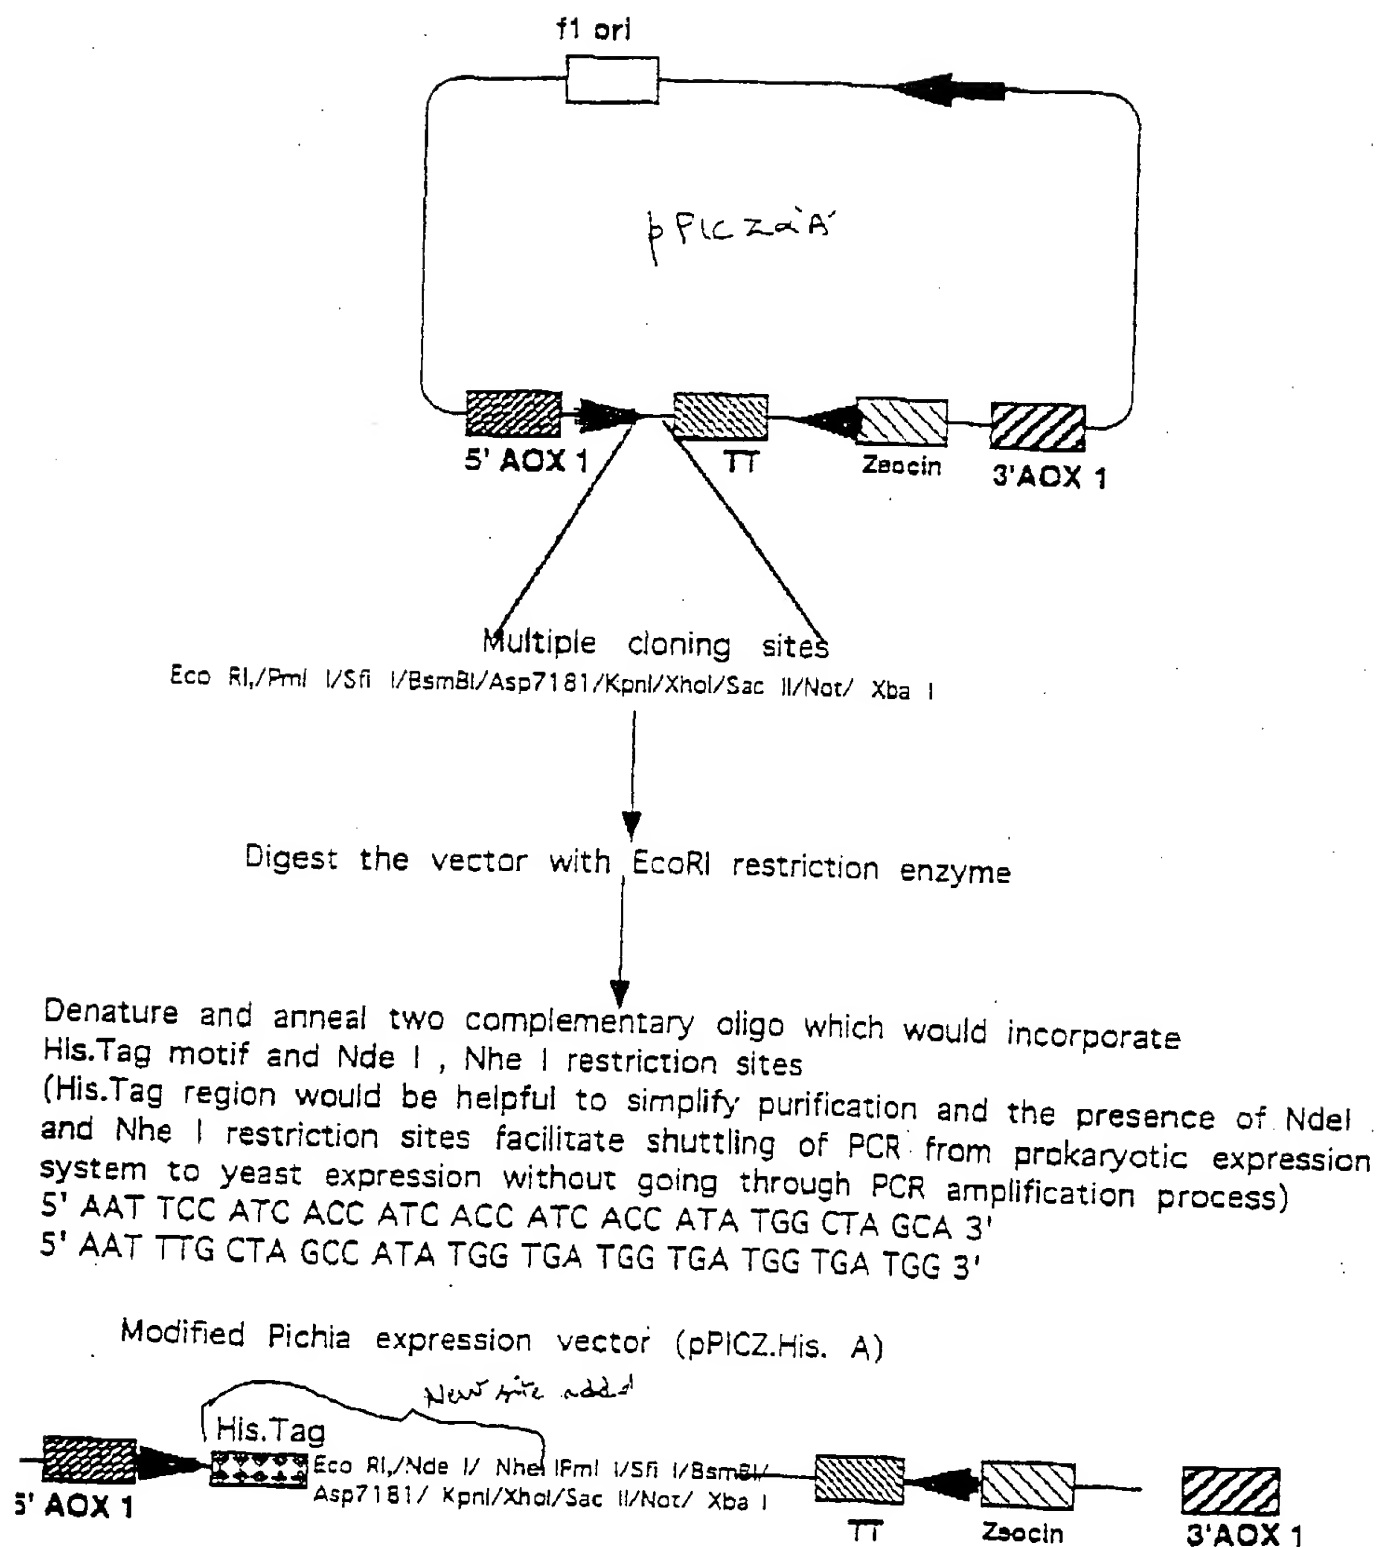 f1 ori
pPICZαA
5' AOX 1
TT
Zeocin
3'AOX 1
Multiple cloning sites
Eco RI,/Pml I/Sfi I/BsmBI/Asp7181/KpnI/XhoI/Sac II/Not/ Xba I
Digest the vector with EcoRI restriction enzyme
Denature and anneal two complementary oligo which would incorporate
His.Tag motif and Nde I , Nhe I restriction sites
(His.Tag region would be helpful to simplify purification and the presence of NdeI
and Nhe I restriction sites facilitate shuttling of PCR from prokaryotic expression
system to yeast expression without going through PCR amplification process)
5' AAT TCC ATC ACC ATC ACC ATC ACC ATA TGG CTA GCA 3'
5' AAT TTG CTA GCC ATA TGG TGA TGG TGA TGG TGA TGG 3'
Modified Pichia expression vector (pPICZ.His. A)
New site added
His.Tag
Eco RI,/Nde I/ NheI IPml I/Sfi I/BsmBI/
Asp7181/ KpnI/XhoI/Sac II/Not/ Xba I
5' AOX 1
TT
Zeocin
3'AOX 1